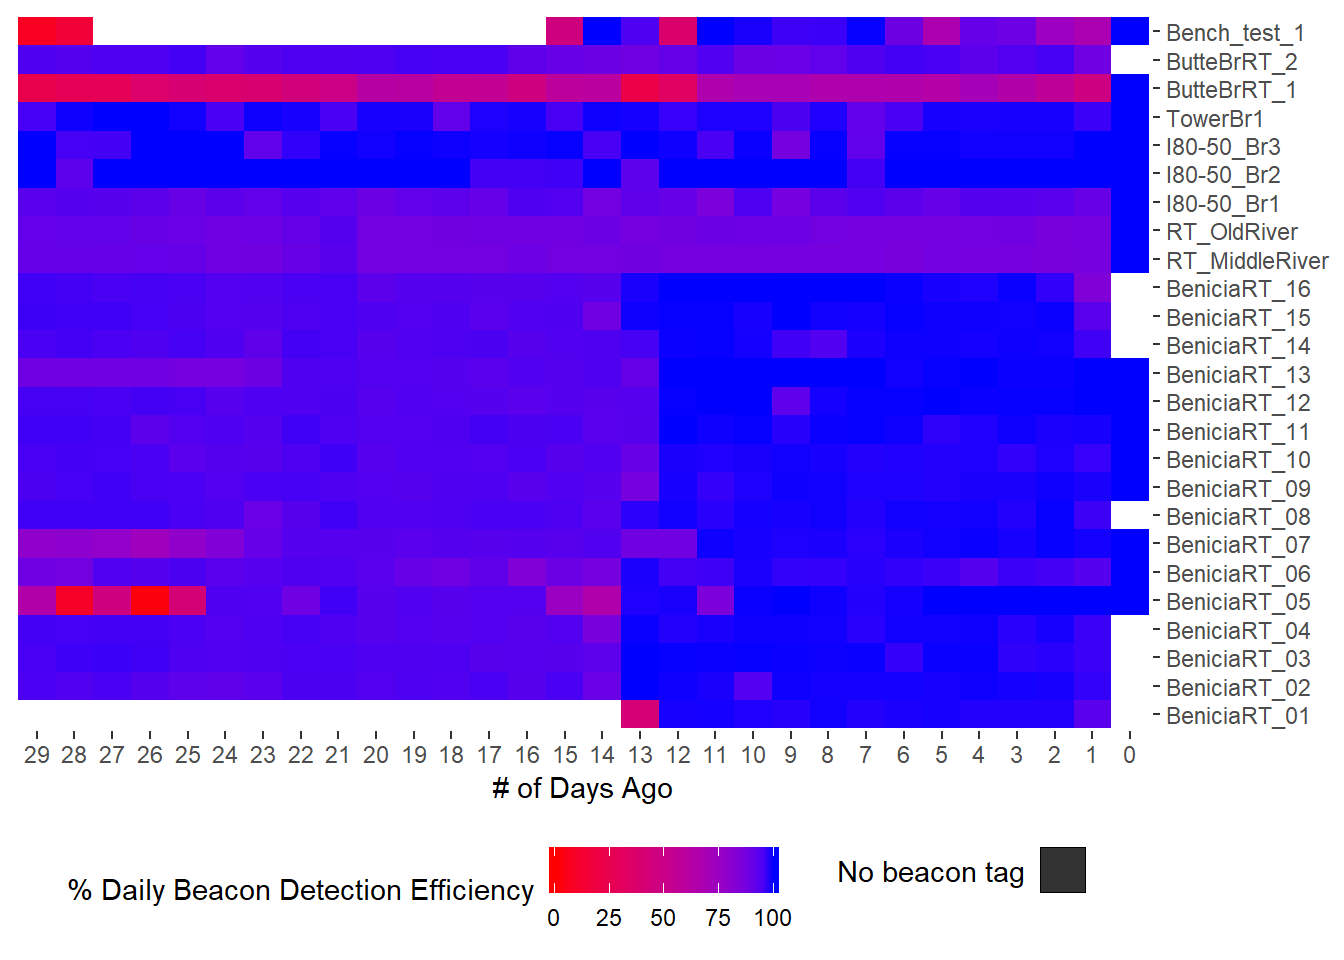 Bench_test_1
ButteBrRT_2
ButteBrRT_1
TowerBr1
I80-50_Br3
I80-50_Br2
I80-50_Br1
RT_OldRiver
RT_MiddleRiver
BeniciaRT_16
BeniciaRT_15
BeniciaRT_14
BeniciaRT_13
BeniciaRT_12
BeniciaRT_11
BeniciaRT_10
BeniciaRT_09
BeniciaRT_08
BeniciaRT_07
BeniciaRT_06
BeniciaRT_05
BeniciaRT_04
BeniciaRT_03
BeniciaRT_02
BeniciaRT_01
29 28 27 26 25 24 23 22 21 20 19 18 17 16 15 14 13 12 11 10 9 8 7 6 5 4 3 2 1 0
# of Days Ago
% Daily Beacon Detection Efficiency
0 25 50 75 100
No beacon tag